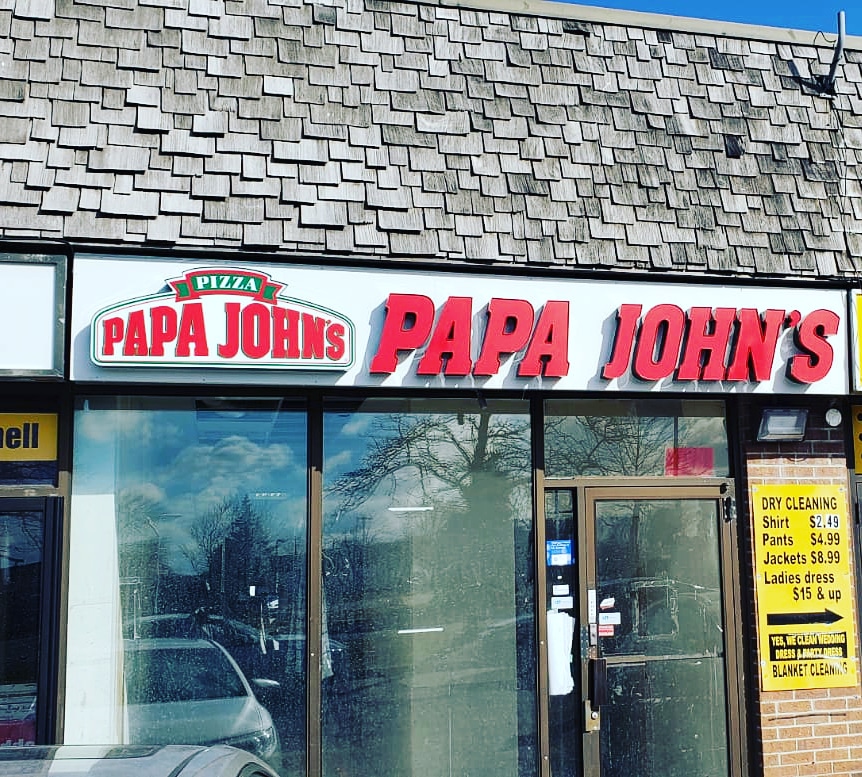 PIZZA
PAPA JOHN'S
PAPA JOHN'S
ell
DRY CLEANING
Shirt $2.49
Pants $4.99
Jackets $8.99
Ladies dress
$15 & up
YES, WE CLEAN WEDDING
DRESS & PARTY DRESS
BLANKET CLEANING